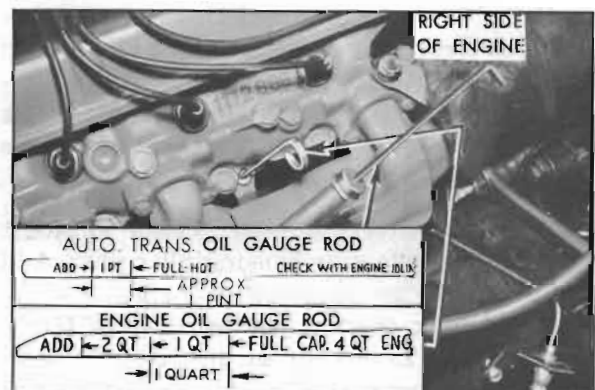 RIGHT SIDE
OF ENGINE
AUTO. TRANS. OIL GAUGE ROD
ADD → 1 PT ← FULL-HOT CHECK WITH ENGINE IDLIN
APPROX
1 PINT
ENGINE OIL GAUGE ROD
ADD ← 2 QT ← 1 QT ← FULL CAP. 4 QT ENG
1 QUART